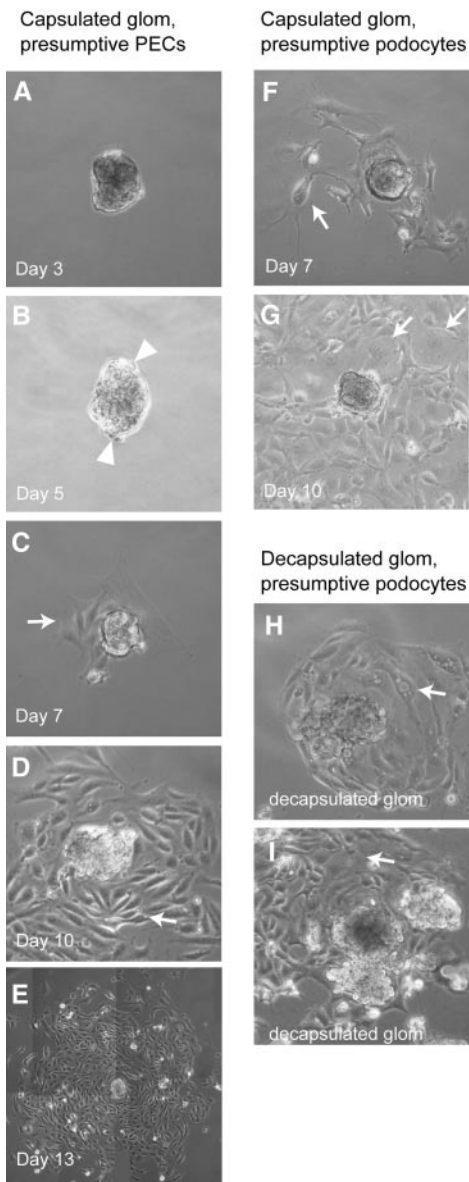 Capsulated glom,
presumptive PECs
A
Day 3
B
Day 5
C
Day 7
D
Day 10
E
Day 13
Capsulated glom,
presumptive podocytes
F
Day 7
G
Day 10
Decapsulated glom,
presumptive podocytes
H
decapsulated glom
I
decapsulated glom